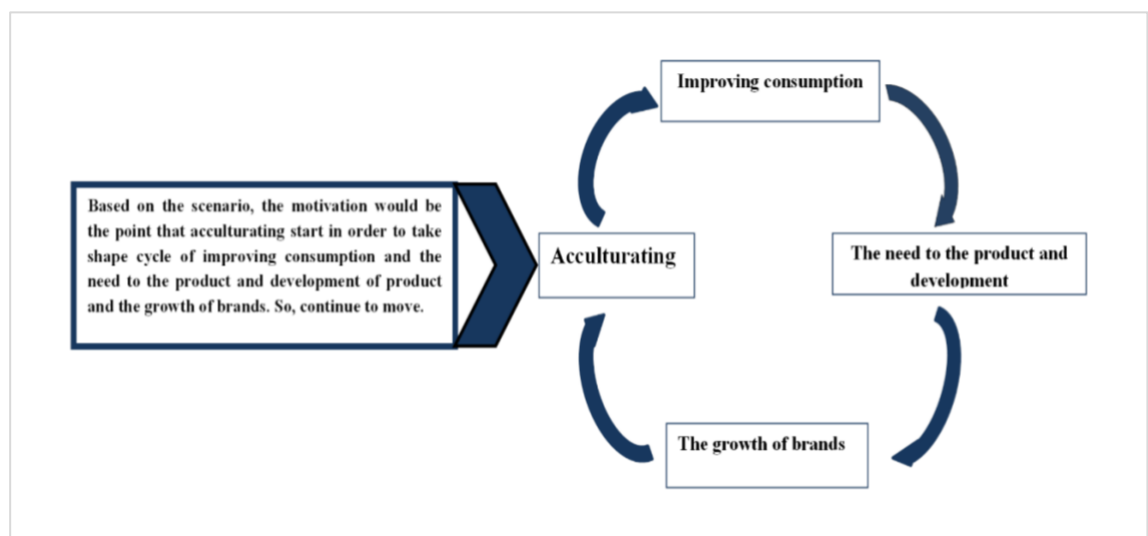 Improving consumption
Based on the scenario, the motivation would be
the point that acculturating start in order to take
shape cycle of improving consumption and the
need to the product and development of product
and the growth of brands. So, continue to move.
Acculturating
The need to the product and
development
The growth of brands